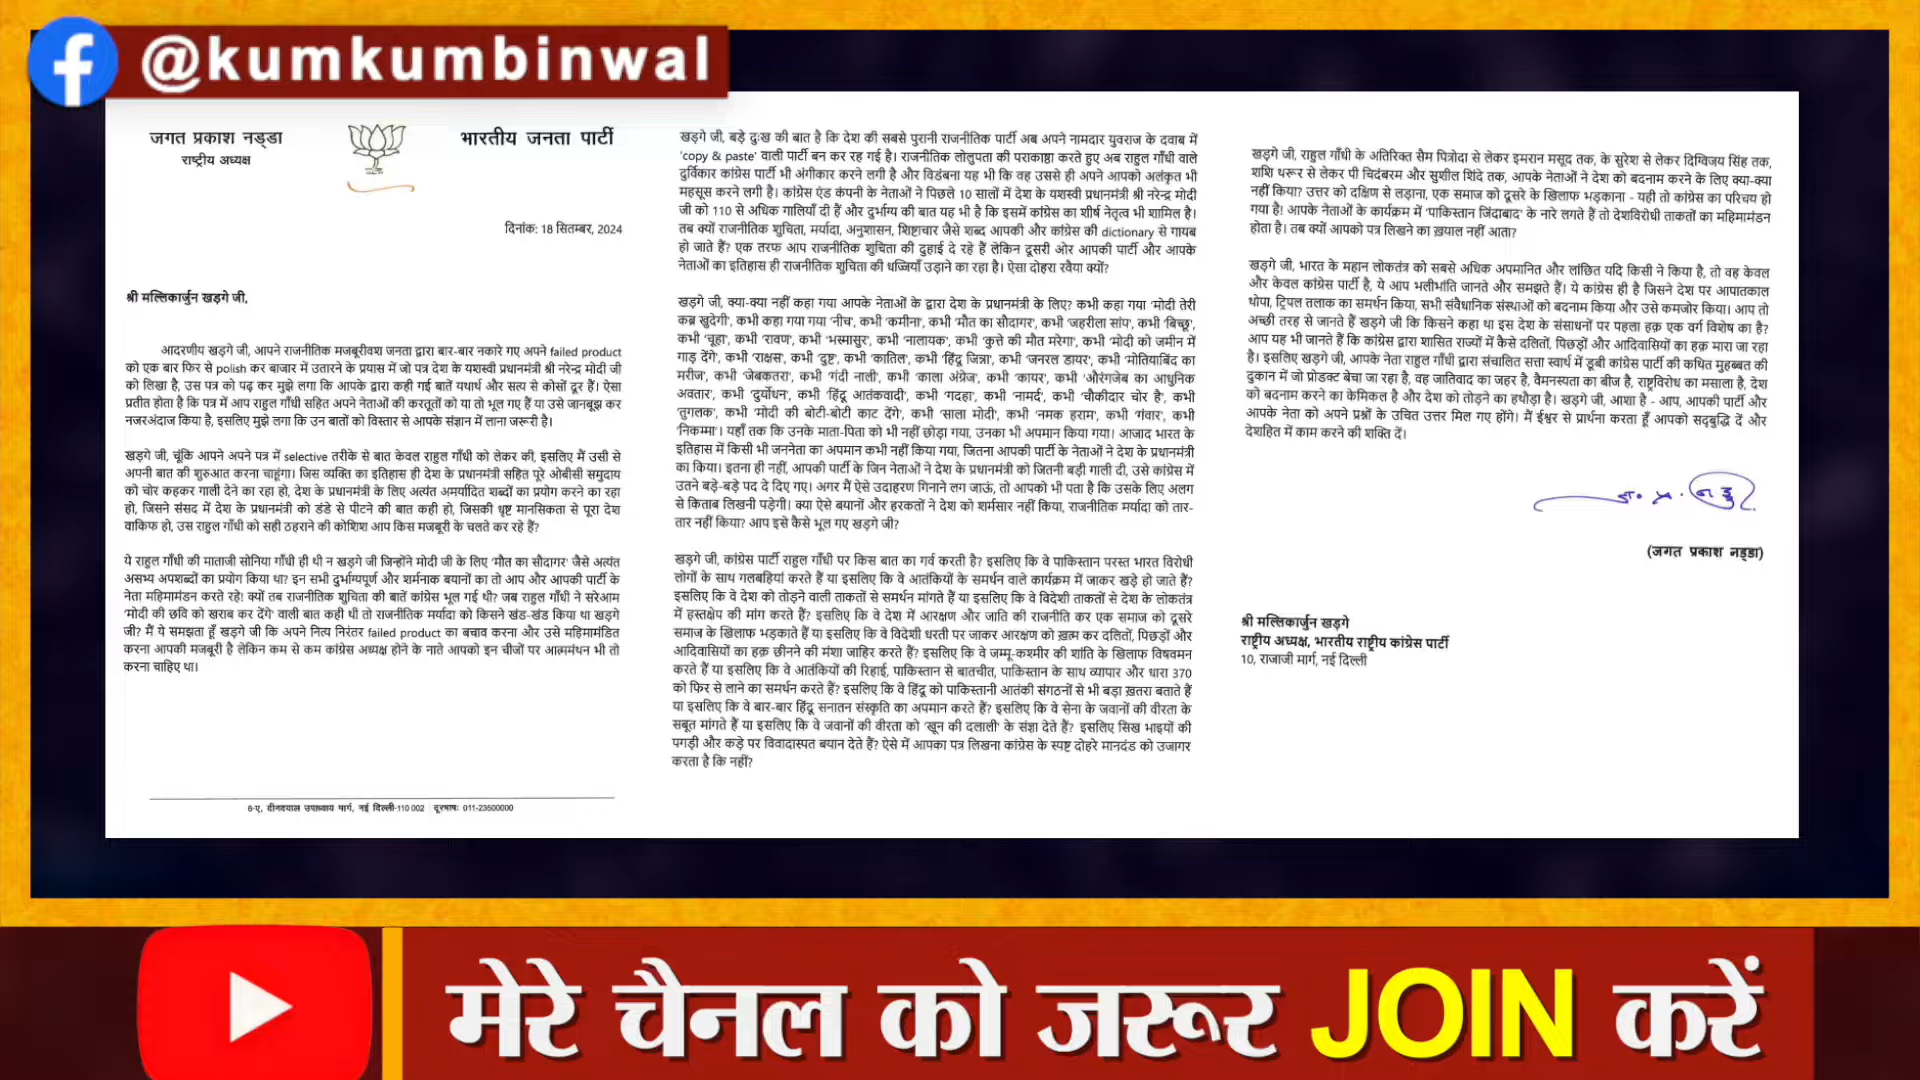 @kumkumbinwal
जगत प्रकाश नड्डा
राष्ट्रीय अध्यक्ष
भारतीय जनता पार्टी
दिनांक: 18 सितम्बर, 2024
श्री मल्लिकार्जुन खड़गे जी,
आदरणीय खड़गे जी, आपने राजनीतिक मजबूरीवश जनता द्वारा बार-बार नकारे गए अपने failed product
को एक बार फिर से polish कर बाजार में उतारने के प्रयास में जो पत्र देश के यशस्वी प्रधानमंत्री श्री नरेन्द्र मोदी जी
को लिखा है, उस पत्र को पढ़ कर मुझे लगा कि आपके द्वारा कही गई बातें यथार्थ और सत्य से कोसों दूर हैं। ऐसा
प्रतीत होता है कि पत्र में आप राहुल गाँधी सहित अपने नेताओं की करतूतों को या तो भूल गए हैं या उसे जानबूझ कर
नजरअंदाज किया है, इसलिए मुझे लगा कि उन बातों को विस्तार से आपके संज्ञान में लाना जरूरी है।
खड़गे जी, चूंकि आपने अपने पत्र में selective तरीके से बात केवल राहुल गांधी को लेकर की, इसलिए मैं उसी से
अपनी बात की शुरुआत करना चाहूंगा। जिस व्यक्ति का इतिहास ही देश के प्रधानमंत्री सहित पूरे ओबीसी समुदाय
को चोर कहकर गाली देने का रहा हो, देश के प्रधानमंत्री के लिए अत्यंत अमर्यादित शब्दों का प्रयोग करने का रहा
हो, जिसने संसद में देश के प्रधानमंत्री को डंडे से पीटने की बात कही हो, जिसकी धृष्ट मानसिकता से पूरा देश
वाकिफ हो, उस राहुल गाँधी को सही ठहराने की कोशिश आप किस मजबूरी के चलते कर रहे हैं?
ये राहुल गाँधी की माताजी सोनिया गाँधी ही थी न खड़गे जी जिन्होंने मोदी जी के लिए 'मौत का सौदागर' जैसे अत्यंत
असभ्य अपशब्दों का प्रयोग किया था? इन सभी दुर्भाग्यपूर्ण और शर्मनाक बयानों का तो आप और आपकी पार्टी के
नेता महिमामंडन करते रहे! क्यों तब राजनीतिक शुचिता की बातें कांग्रेस भूल गई थी? जब राहुल गाँधी ने सरेआम
'मोदी की छवि को खराब कर देंगे' वाली बात कही थी तो राजनीतिक मर्यादा को किसने खंड-खंड किया था खड़गे
जी? मैं ये समझता हूँ खड़गे जी कि अपने नित्य निरंतर failed product का बचाव करना और उसे महिमामंडित
करना आपकी मजबूरी है लेकिन कम से कम कांग्रेस अध्यक्ष होने के नाते आपको इन चीजों पर आत्ममंथन भी तो
करना चाहिए था।
6-ए, दीनदयाल उपाध्याय मार्ग, नई दिल्ली-110 002 दूरभाष: 011-23500000
खड़गे जी, बड़े दुःख की बात है कि देश की सबसे पुरानी राजनीतिक पार्टी अब अपने नामदार युवराज के दवाब में
'copy & paste' वाली पार्टी बन कर रह गई है। राजनीतिक लोलुपता की पराकाष्ठा करते हुए अब राहुल गाँधी वाले
दुर्विकार कांग्रेस पार्टी भी अंगीकार करने लगी है और विडंबना यह भी कि वह उससे ही अपने आपको अलंकृत भी
महसूस करने लगी है। कांग्रेस एंड कंपनी के नेताओं ने पिछले 10 सालों में देश के यशस्वी प्रधानमंत्री श्री नरेन्द्र मोदी
जी को 110 से अधिक गालियाँ दी हैं और दुर्भाग्य की बात यह भी है कि इसमें कांग्रेस का शीर्ष नेतृत्व भी शामिल है।
तब क्यों राजनीतिक शुचिता, मर्यादा, अनुशासन, शिष्टाचार जैसे शब्द आपकी और कांग्रेस की dictionary से गायब
हो जाते हैं? एक तरफ आप राजनीतिक शुचिता की दुहाई दे रहे हैं लेकिन दूसरी ओर आपकी पार्टी और आपके
नेताओं का इतिहास ही राजनीतिक शुचिता की धज्जियाँ उड़ाने का रहा है। ऐसा दोहरा रवैया क्यों?
खड़गे जी, क्या-क्या नहीं कहा गया आपके नेताओं के द्वारा देश के प्रधानमंत्री के लिए? कभी कहा गया 'मोदी तेरी
कब्र खुदेगी', कभी कहा गया गया 'नीच', कभी 'कमीना', कभी 'मौत का सौदागर', कभी 'जहरीला सांप', कभी 'बिच्छू',
कभी 'चूहा', कभी 'रावण', कभी 'भस्मासुर', कभी 'नालायक', कभी 'कुत्ते की मौत मरेगा', कभी 'मोदी को जमीन में
गाड़ देंगे', कभी 'राक्षस', कभी 'दुष्ट', कभी 'कातिल', कभी 'हिंदू जिन्ना', कभी 'जनरल डायर', कभी 'मोतियाबिंद का
मरीज', कभी 'जेबकतरा', कभी 'गंदी नाली', कभी 'काला अंग्रेज', कभी 'कायर', कभी 'औरंगजेब का आधुनिक
अवतार', कभी 'दुर्योधन', कभी 'हिंदू आतंकवादी', कभी 'गदहा', कभी 'नामर्द', कभी 'चौकीदार चोर है', कभी
'तुगलक', कभी 'मोदी की बोटी-बोटी काट देंगे', कभी 'साला मोदी', कभी 'नमक हराम', कभी 'गंवार', कभी
'निकम्मा'। यहाँ तक कि उनके माता-पिता को भी नहीं छोड़ा गया, उनका भी अपमान किया गया। आजाद भारत के
इतिहास में किसी भी जननेता का अपमान कभी नहीं किया गया, जितना आपकी पार्टी के नेताओं ने देश के प्रधानमंत्री
का किया। इतना ही नहीं, आपकी पार्टी के जिन नेताओं ने देश के प्रधानमंत्री को जितनी बड़ी गाली दी, उसे कांग्रेस में
उतने बड़े-बड़े पद दे दिए गए। अगर मैं ऐसे उदाहरण गिनाने लग जाऊं, तो आपको भी पता है कि उसके लिए अलग
से किताब लिखनी पड़ेगी। क्या ऐसे बयानों और हरकतों ने देश को शर्मसार नहीं किया, राजनीतिक मर्यादा को तार-
तार नहीं किया? आप इसे कैसे भूल गए खड़गे जी?
खड़गे जी, कांग्रेस पार्टी राहुल गाँधी पर किस बात का गर्व करती है? इसलिए कि वे पाकिस्तान परस्त भारत विरोधी
लोगों के साथ गलबहियां करते हैं या इसलिए कि वे आतंकियों के समर्थन वाले कार्यक्रम में जाकर खड़े हो जाते हैं?
इसलिए कि वे देश को तोड़ने वाली ताकतों से समर्थन मांगते हैं या इसलिए कि वे विदेशी ताकतों से देश के लोकतंत्र
में हस्तक्षेप की मांग करते हैं? इसलिए कि वे देश में आरक्षण और जाति की राजनीति कर एक समाज को दूसरे
समाज के खिलाफ भड़काते हैं या इसलिए कि वे विदेशी धरती पर जाकर आरक्षण को ख़त्म कर दलितों, पिछड़ों और
आदिवासियों का हक़ छीनने की मंशा जाहिर करते हैं? इसलिए कि वे जम्मू-कश्मीर की शांति के खिलाफ विषवमन
करते हैं या इसलिए कि वे आतंकियों की रिहाई, पाकिस्तान से बातचीत, पाकिस्तान के साथ व्यापार और धारा 370
को फिर से लाने का समर्थन करते हैं? इसलिए कि वे हिंदू को पाकिस्तानी आतंकी संगठनों से भी बड़ा ख़तरा बताते हैं
या इसलिए कि वे बार-बार हिंदू सनातन संस्कृति का अपमान करते हैं? इसलिए कि वे सेना के जवानों की वीरता के
सबूत मांगते हैं या इसलिए कि वे जवानों की वीरता को 'खून की दलाली' के संज्ञा देते हैं? इसलिए सिख भाइयों की
पगड़ी और कड़े पर विवादास्पत बयान देते हैं? ऐसे में आपका पत्र लिखना कांग्रेस के स्पष्ट दोहरे मानदंड को उजागर
करता है कि नहीं?
खड़गे जी, राहुल गाँधी के अतिरिक्त सैम पित्रोदा से लेकर इमरान मसूद तक, के सुरेश से लेकर दिग्विजय सिंह तक,
शशि थरूर से लेकर पी चिदंबरम और सुशील शिंदे तक, आपके नेताओं ने देश को बदनाम करने के लिए क्या-क्या
नहीं किया? उत्तर को दक्षिण से लड़ाना, एक समाज को दूसरे के खिलाफ भड़काना - यही तो कांग्रेस का परिचय हो
गया है! आपके नेताओं के कार्यक्रम में 'पाकिस्तान जिंदाबाद' के नारे लगते हैं तो देशविरोधी ताकतों का महिमामंडन
होता है। तब क्यों आपको पत्र लिखने का ख़याल नहीं आता?
खड़गे जी, भारत के महान लोकतंत्र को सबसे अधिक अपमानित और लांछित यदि किसी ने किया है, तो वह केवल
और केवल कांग्रेस पार्टी है, ये आप भलीभांति जानते और समझते हैं। ये कांग्रेस ही है जिसने देश पर आपातकाल
थोपा, ट्रिपल तलाक का समर्थन किया, सभी संवैधानिक संस्थाओं को बदनाम किया और उसे कमजोर किया। आप तो
अच्छी तरह से जानते हैं खड़गे जी कि किसने कहा था इस देश के संसाधनों पर पहला हक़ एक वर्ग विशेष का है?
आप यह भी जानते हैं कि कांग्रेस द्वारा शासित राज्यों में कैसे दलितों, पिछड़ों और आदिवासियों का हक़ मारा जा रहा
है। इसलिए खड़गे जी, आपके नेता राहुल गाँधी द्वारा संचालित सत्ता स्वार्थ में डूबी कांग्रेस पार्टी की कथित मुहब्बत की
दुकान में जो प्रोडक्ट बेचा जा रहा है, वह जातिवाद का जहर है, वैमनस्यता का बीज है, राष्ट्रविरोध का मसाला है, देश
को बदनाम करने का केमिकल है और देश को तोड़ने का हथौड़ा है। खड़गे जी, आशा है - आप, आपकी पार्टी और
आपके नेता को अपने प्रश्नों के उचित उत्तर मिल गए होंगे। मैं ईश्वर से प्रार्थना करता हूँ आपको सद्बुद्धि दें और
देशहित में काम करने की शक्ति दें।
(जगत प्रकाश नड्डा)
श्री मल्लिकार्जुन खड़गे
राष्ट्रीय अध्यक्ष, भारतीय राष्ट्रीय कांग्रेस पार्टी
10, राजाजी मार्ग, नई दिल्ली
मेरे चैनल को जरूर JOIN करें